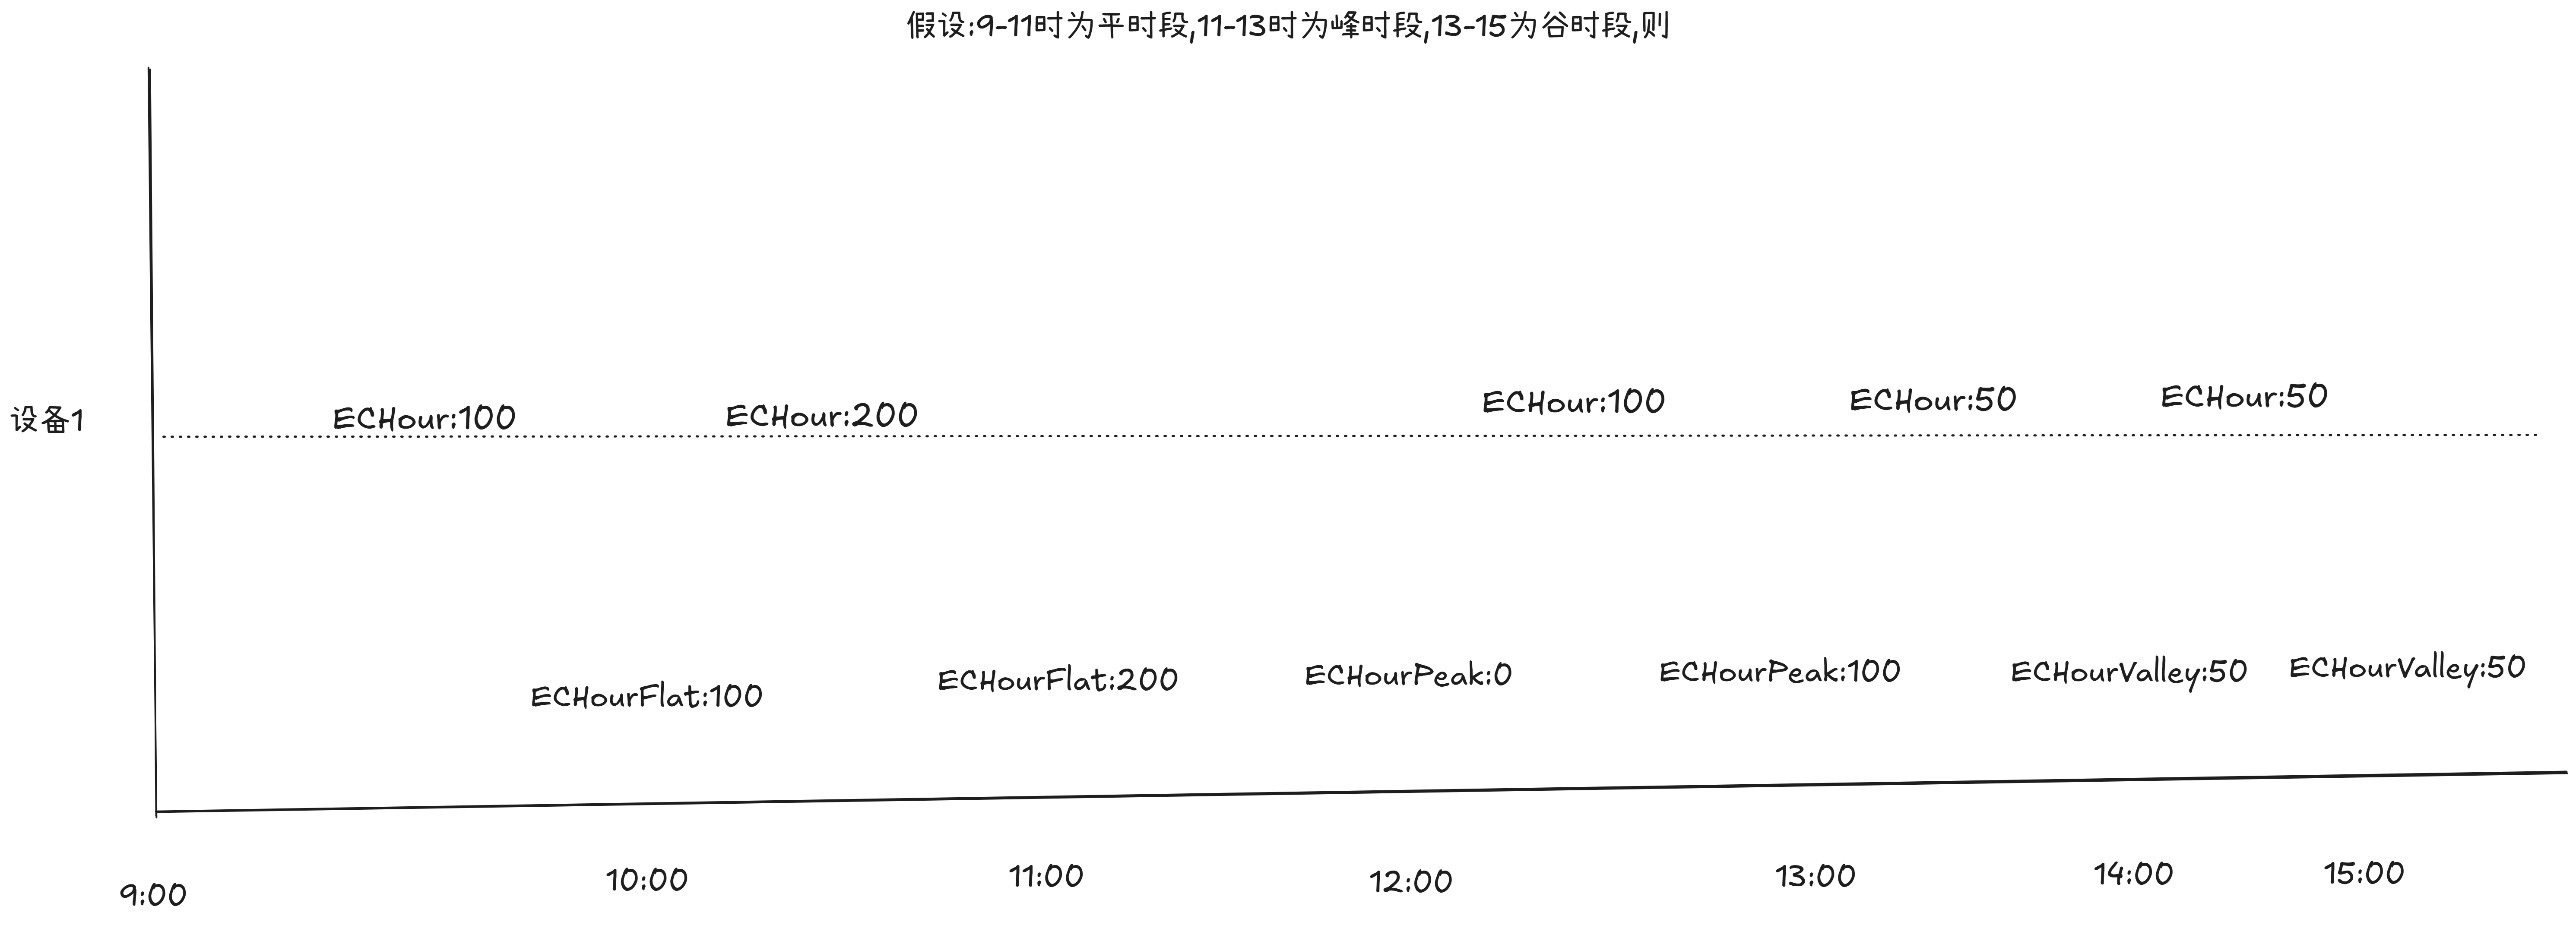 假设:9-11时为平时段,11-13时为峰时段,13-15为谷时段,则
设备1
ECHour:100
ECHour:200
ECHour:100
ECHour:50
ECHour:50
ECHourFlat:100
ECHourFlat:200
ECHourPeak:0
ECHourPeak:100
ECHourValley:50
ECHourValley:50
9:00
10:00
11:00
12:00
13:00
14:00
15:00